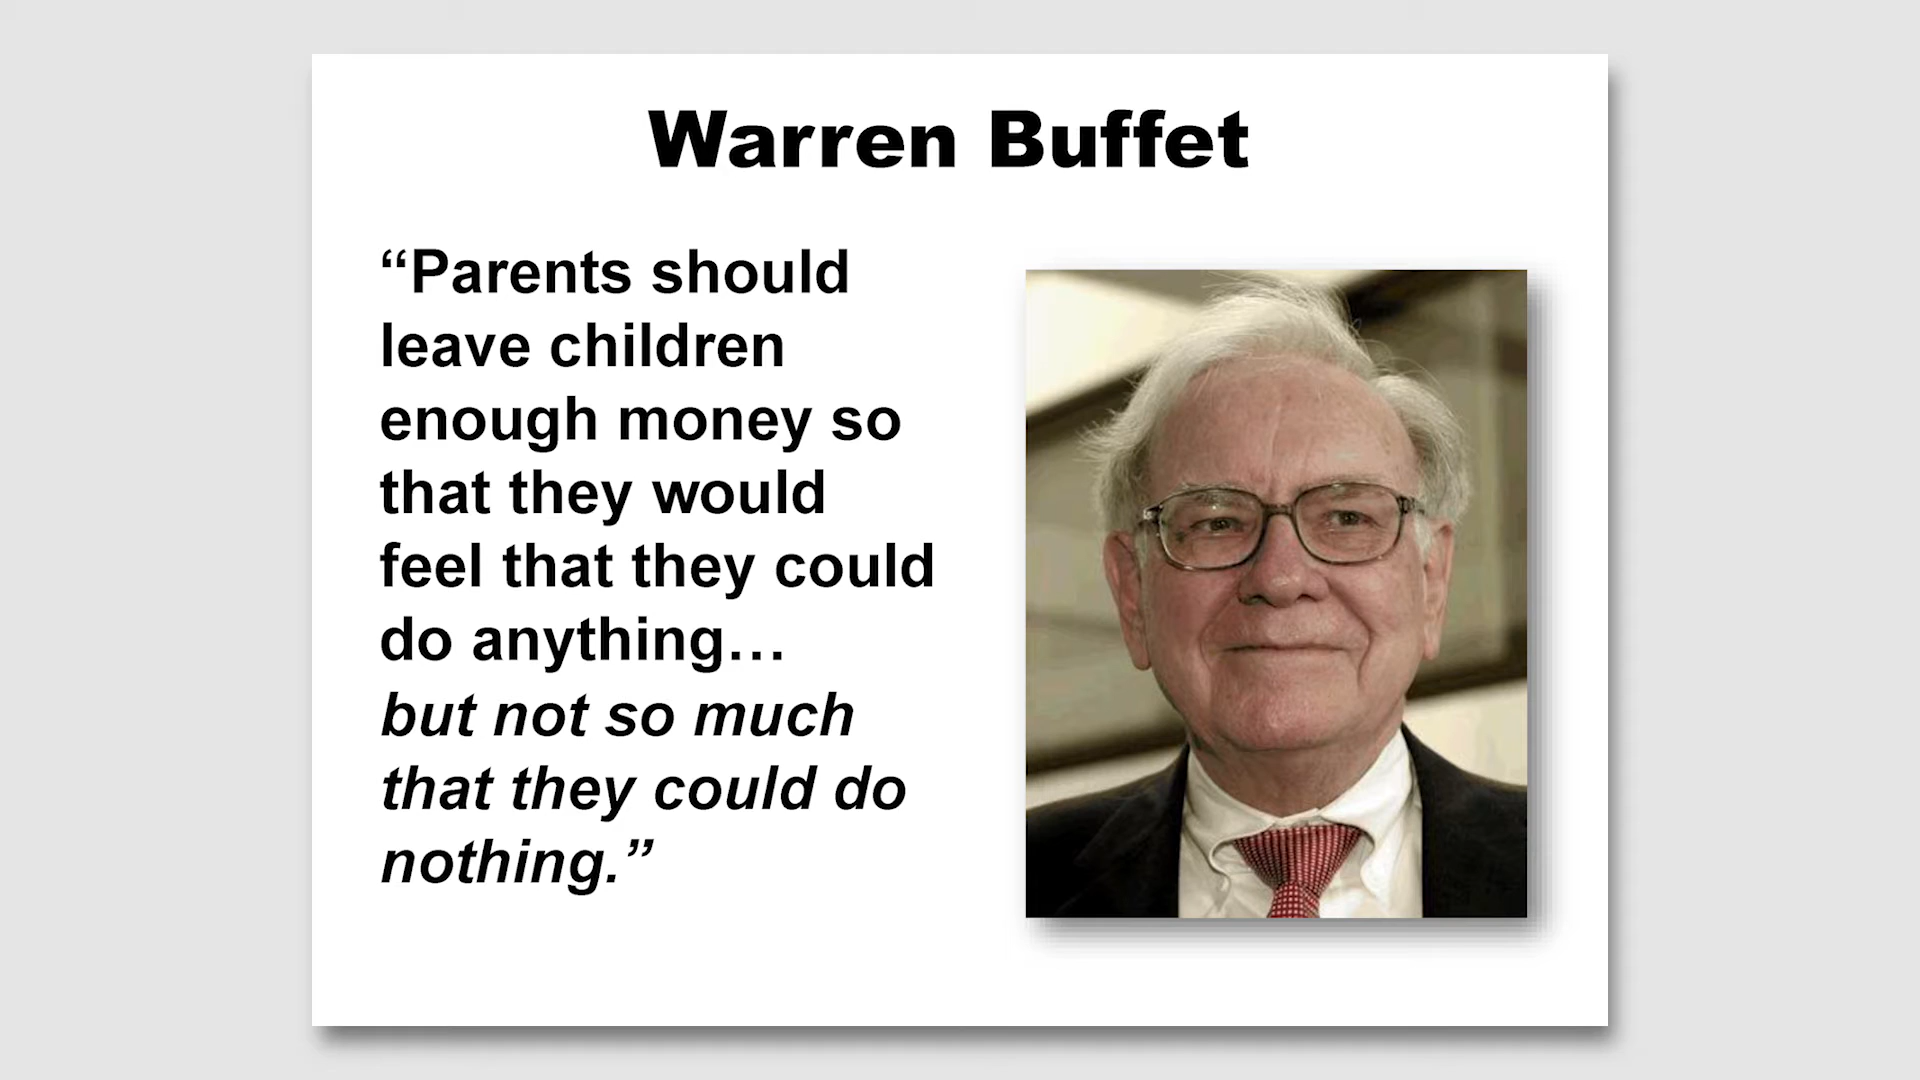 Warren Buffet
“Parents should
leave children
enough money so
that they would
feel that they could
do anything…
but not so much
that they could do
nothing.”